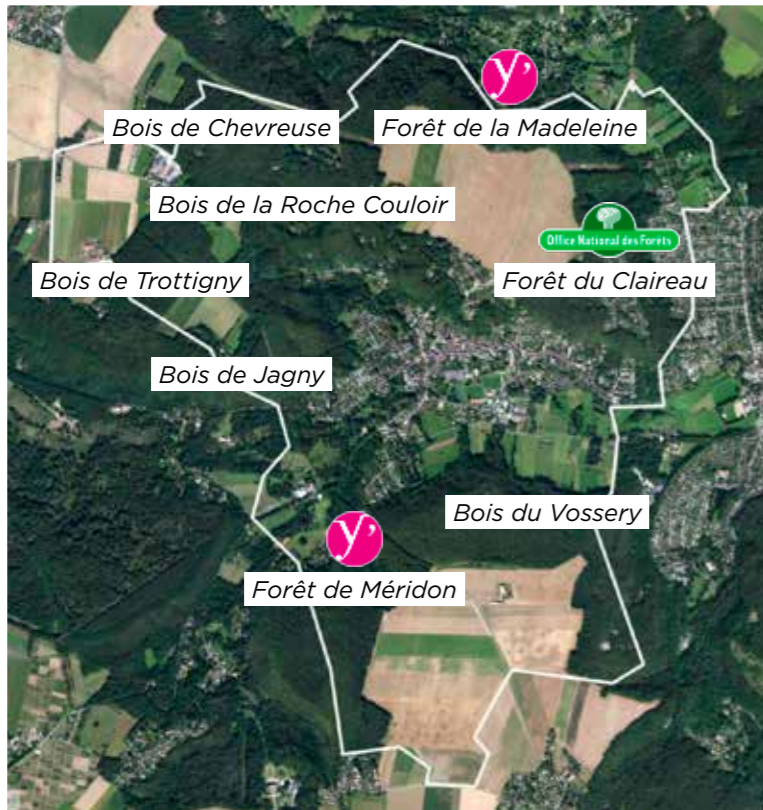 y'
Bois de Chevreuse
Forêt de la Madeleine
Bois de la Roche Couloir
Office National des Forêts
Bois de Trottigny
Forêt du Claireau
Bois de Jagny
Bois du Vossery
y'
Forêt de Méridon